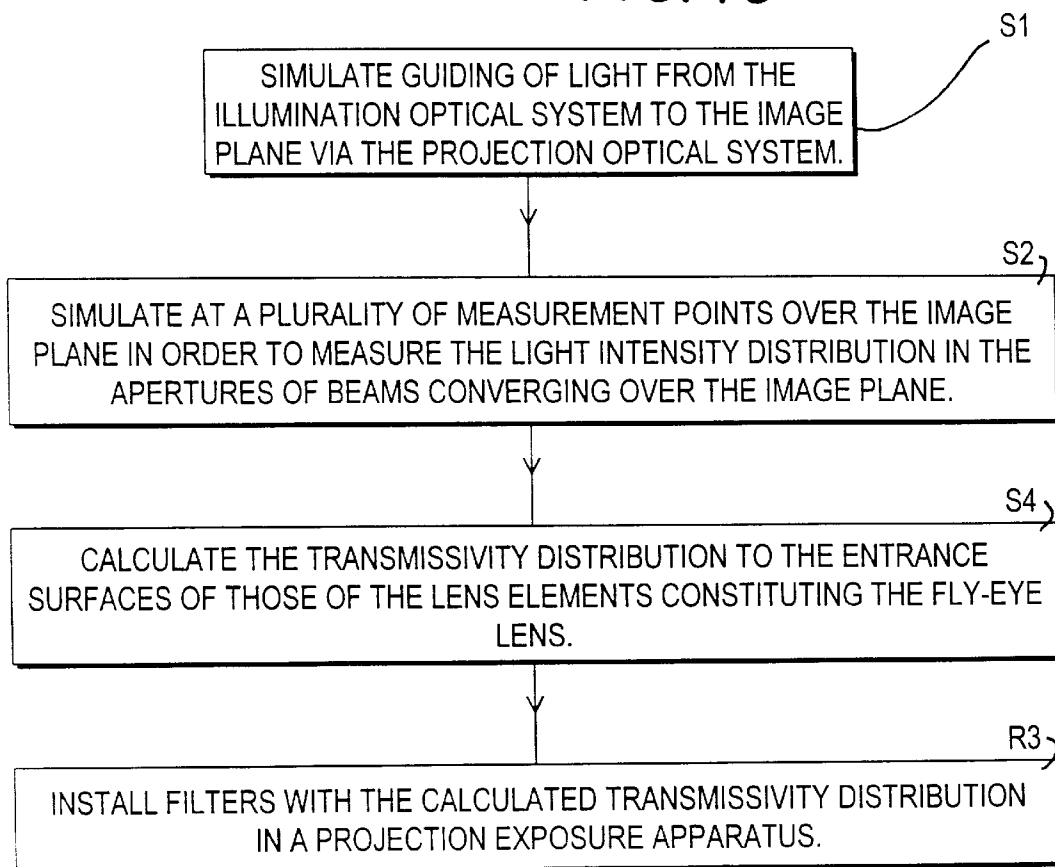 S1
SIMULATE GUIDING OF LIGHT FROM THE
ILLUMINATION OPTICAL SYSTEM TO THE IMAGE
PLANE VIA THE PROJECTION OPTICAL SYSTEM.
S2
SIMULATE AT A PLURALITY OF MEASUREMENT POINTS OVER THE IMAGE
PLANE IN ORDER TO MEASURE THE LIGHT INTENSITY DISTRIBUTION IN THE
APERTURES OF BEAMS CONVERGING OVER THE IMAGE PLANE.
S4
CALCULATE THE TRANSMISSIVITY DISTRIBUTION TO THE ENTRANCE
SURFACES OF THOSE OF THE LENS ELEMENTS CONSTITUTING THE FLY-EYE
LENS.
R3
INSTALL FILTERS WITH THE CALCULATED TRANSMISSIVITY DISTRIBUTION
IN A PROJECTION EXPOSURE APPARATUS.